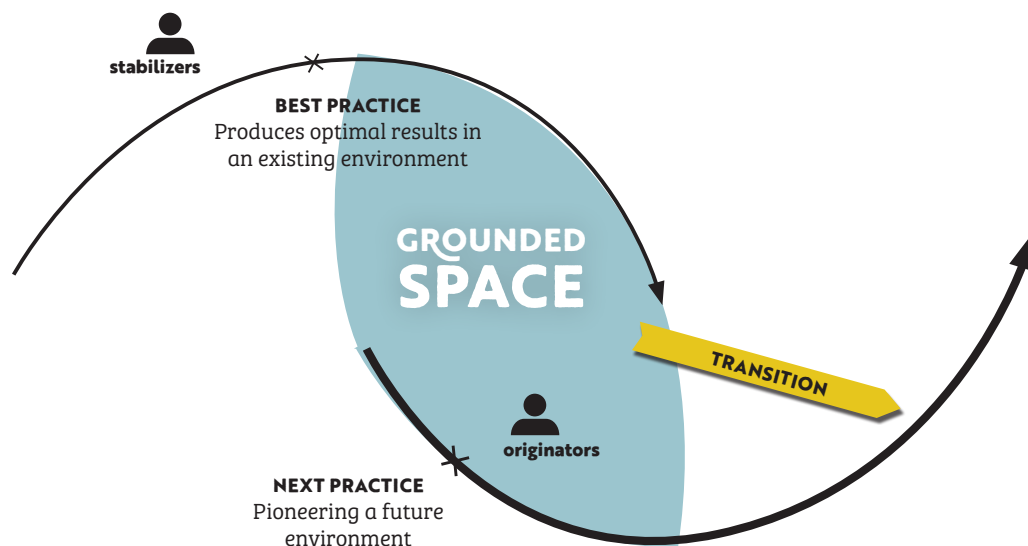 stabilizers
BEST PRACTICE
Produces optimal results in
an existing environment
GROUNDED
SPACE
TRANSITION
originators
NEXT PRACTICE
Pioneering a future
environment